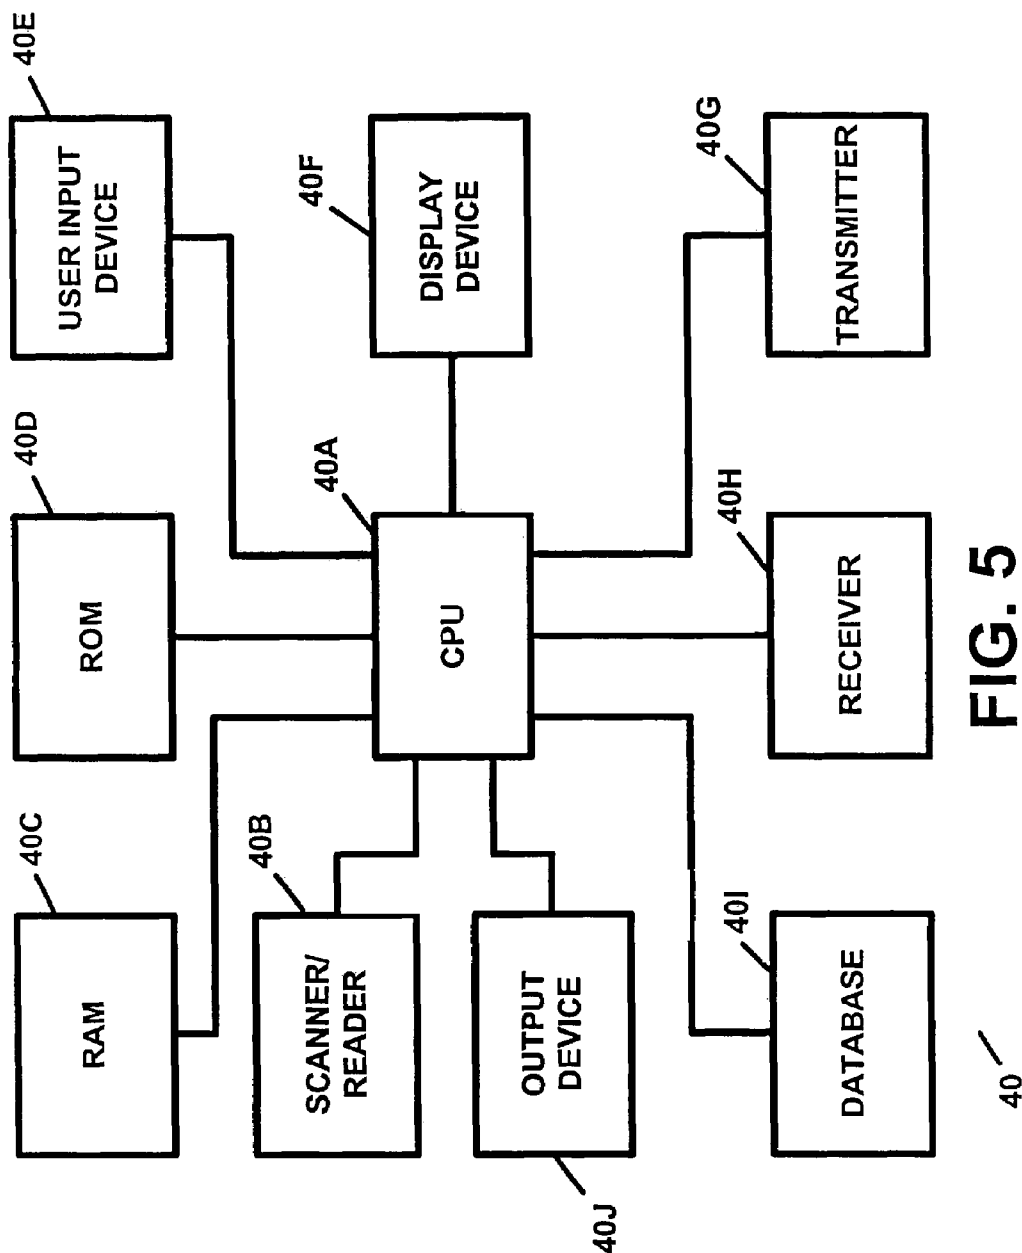 40C
RAM
40D
ROM
40E
USER INPUT
DEVICE
40B
SCANNER/
READER
40A
CPU
40F
DISPLAY
DEVICE
40J
OUTPUT
DEVICE
40I
DATABASE
40H
RECEIVER
40G
TRANSMITTER
40
FIG. 5